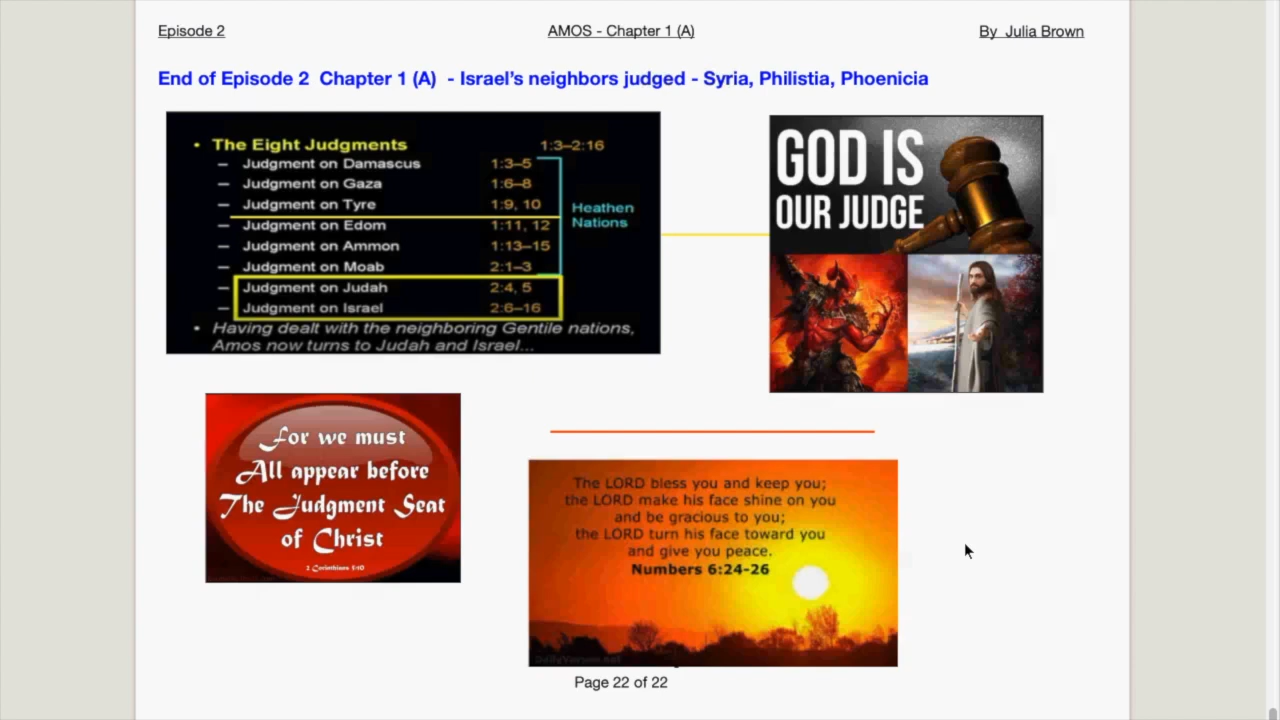 Episode 2
AMOS - Chapter 1 (A)
By Julia Brown
End of Episode 2 Chapter 1 (A) - Israel's neighbors judged - Syria, Philistia, Phoenicia
• The Eight Judgments 1:3–2:16
– Judgment on Damascus 1:3–5
– Judgment on Gaza 1:6–8
– Judgment on Tyre 1:9, 10
– Judgment on Edom 1:11, 12
– Judgment on Ammon 1:13–15
– Judgment on Moab 2:1–3
– Judgment on Judah 2:4, 5
– Judgment on Israel 2:6–16
Heathen
Nations
• Having dealt with the neighboring Gentile nations,
Amos now turns to Judah and Israel...
GOD IS
OUR JUDGE
For we must
All appear before
The Judgment Seat
of Christ
2 Corinthians 5:10
The LORD bless you and keep you;
the LORD make his face shine on you
and be gracious to you;
the LORD turn his face toward you
and give you peace.
Numbers 6:24-26
DailyVerses.net
Page 22 of 22